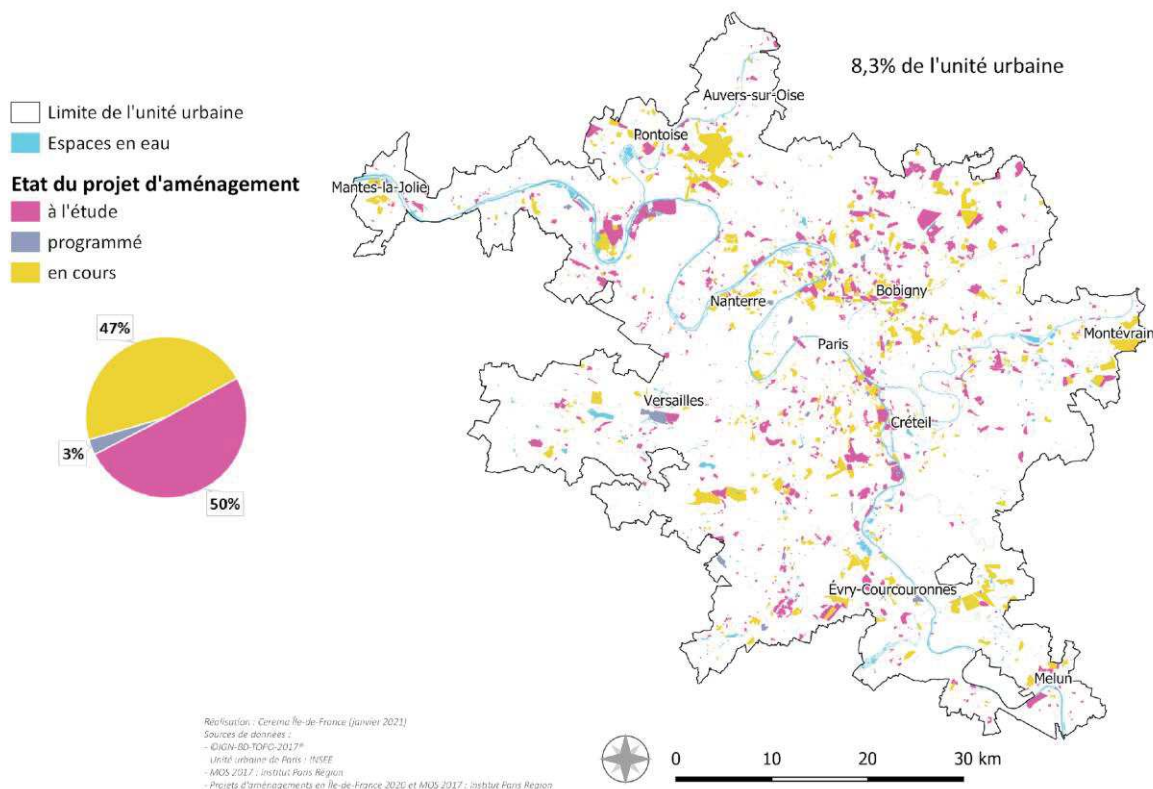 8,3% de l'unité urbaine
Limite de l'unité urbaine
Espaces en eau
Etat du projet d'aménagement
à l'étude
programmé
en cours
47%
3%
50%
Auvers-sur-Oise
Pontoise
Mantes-la-Jolie
Nanterre
Bobigny
Montévrain
Paris
Versailles
Créteil
Évry-Courcouronnes
Melun
Réalisation : Cerema Île-de-France (janvier 2021)
Sources de données :
- ©IGN-BD-TOPO-2017®
Unité urbaine de Paris : INSEE
- MOS 2017 : Institut Paris Région
- Projets d'aménagements en Île-de-France 2020 et MOS 2017 : Institut Paris Région
0 10 20 30 km